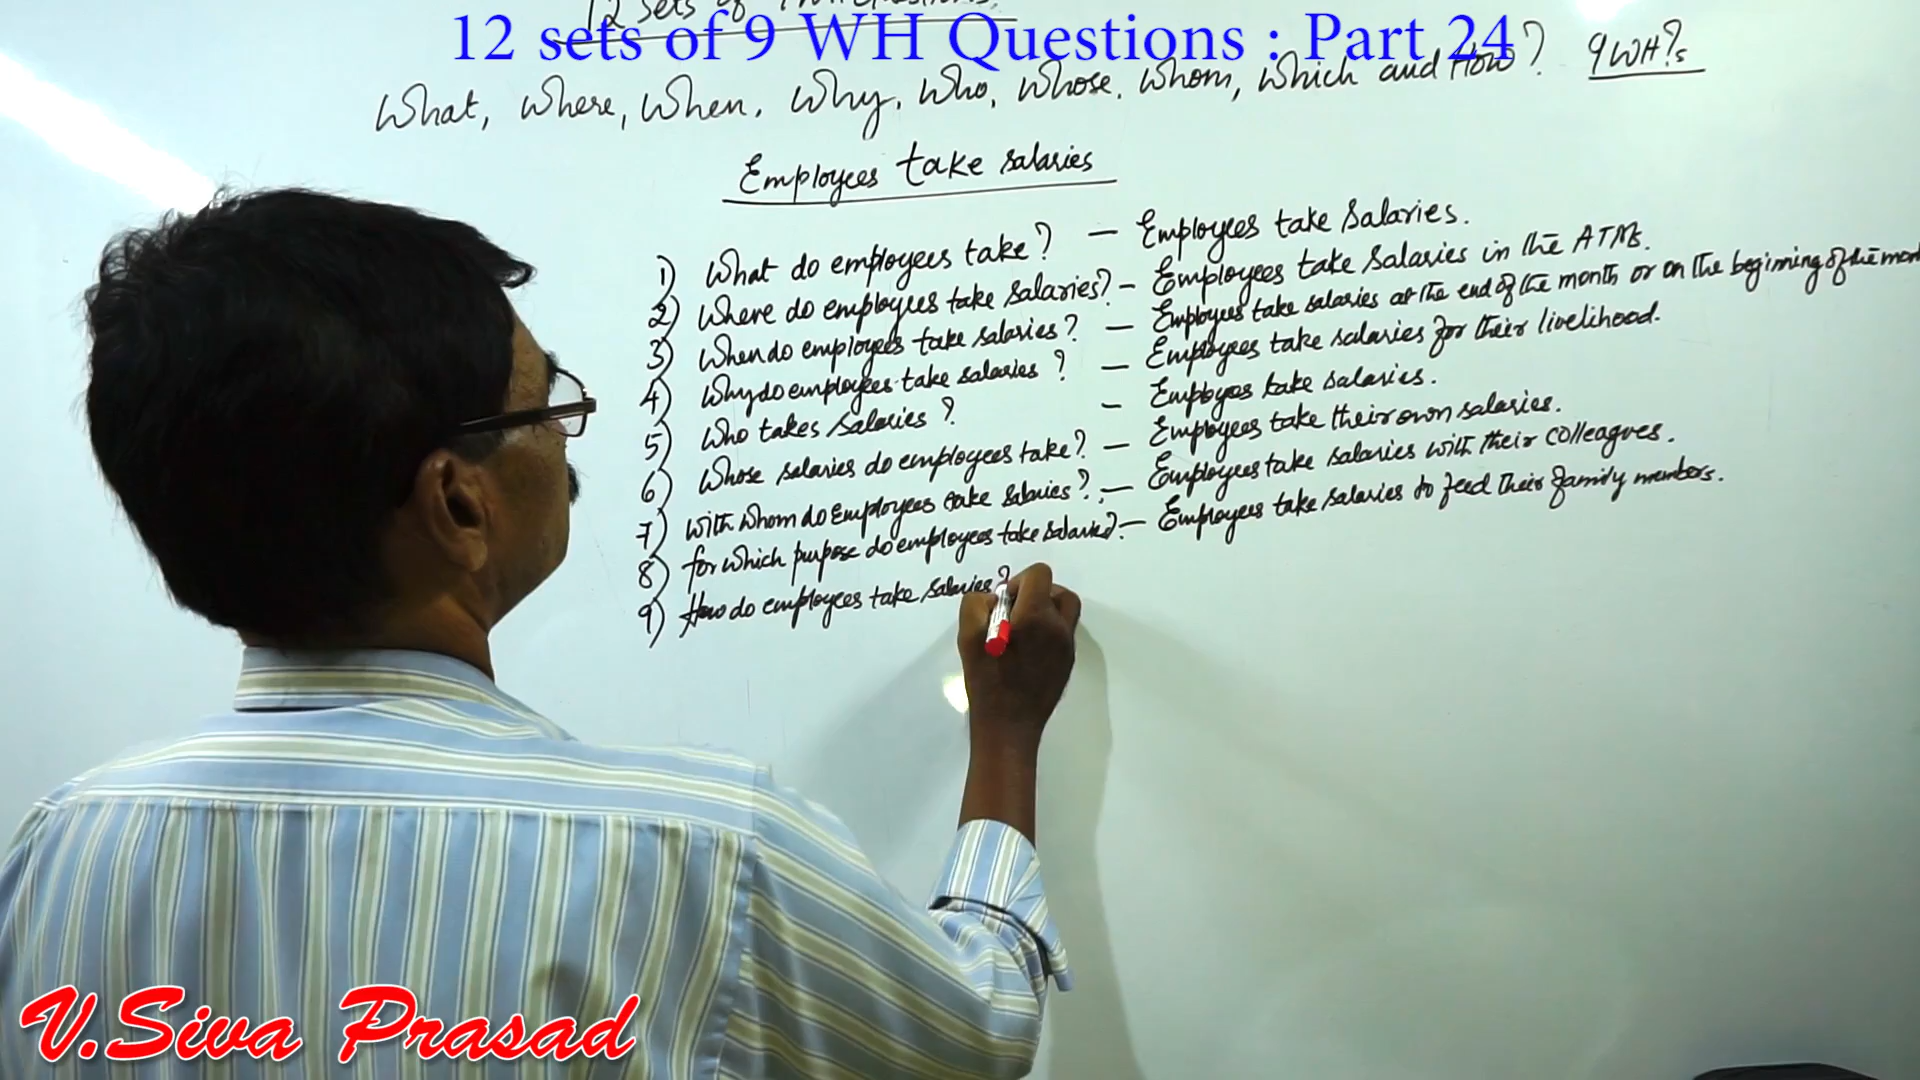 12 sets of
12 sets of 9 WH Questions : Part 24
What, Where, When, Why, Who, Whose, Whom, Which and How? 9 WH?s
Employees take salaries
1) What do employees take? — Employees take Salaries.
2) Where do employees take Salaries? — Employees take Salaries in the ATMs.
3) When do employees take salaries? — Employees take salaries at the end of the month or on the beginning of the mon
4) Why do employees take salaries? — Employees take salaries for their livelihood.
5) Who takes Salaries? — Employees take salaries.
6) Whose salaries do employees take? — Employees take their own salaries.
7) With whom do Employees take salaries? — Employees take salaries with their colleagues.
8) for which purpose do employees take salaries? — Employees take salaries to feed their family members.
9) How do employees take salaries?
V.Siva Prasad